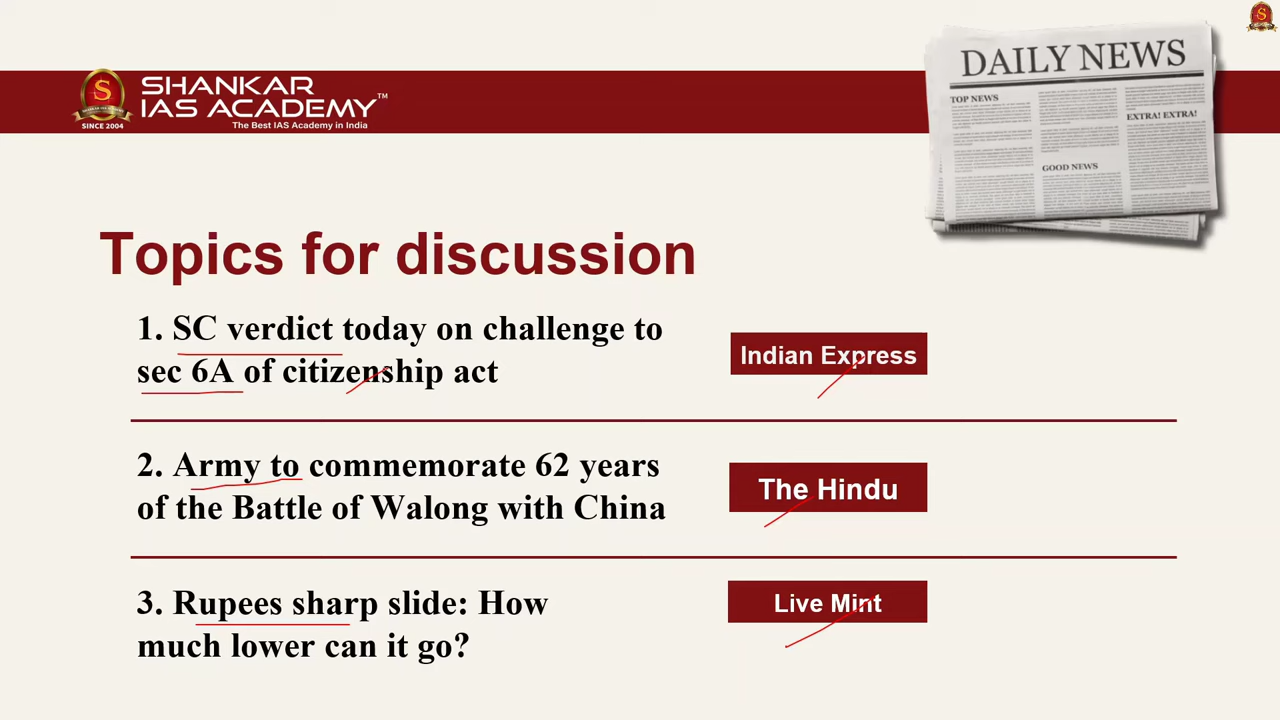 SHANKAR
IAS ACADEMY™
The Best IAS Academy in India
SINCE 2004
DAILY NEWS
TOP NEWS
EXTRA! EXTRA!
GOOD NEWS
Topics for discussion
1. SC verdict today on challenge to
sec 6A of citizenship act
Indian Express
2. Army to commemorate 62 years
of the Battle of Walong with China
The Hindu
3. Rupees sharp slide: How
much lower can it go?
Live Mint